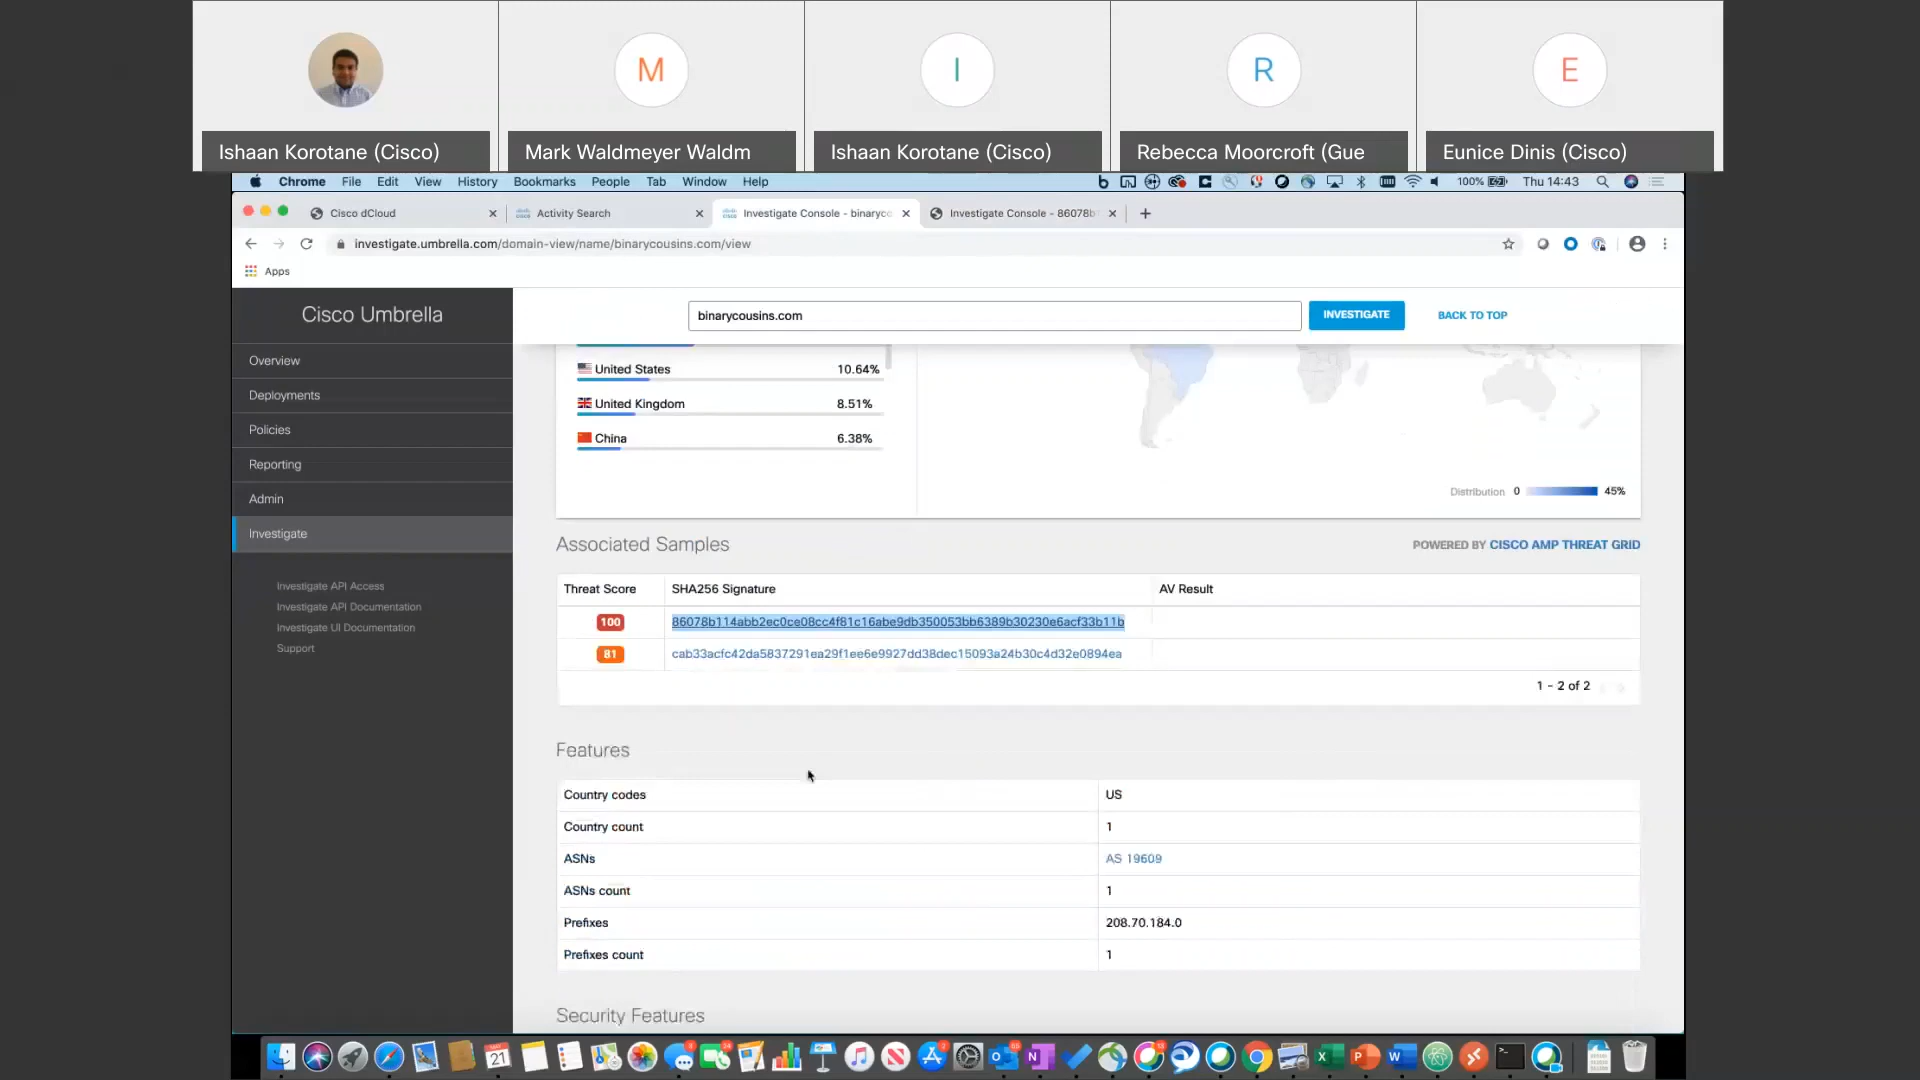 M
I
R
E
Ishaan Korotane (Cisco)
Mark Waldmeyer Waldm
Ishaan Korotane (Cisco)
Rebecca Moorcroft (Gue
Eunice Dinis (Cisco)
Chrome File Edit View History Bookmarks People Tab Window Help
100% Thu 14:43
Cisco dCloud
Activity Search
Investigate Console - binaryco
Investigate Console - 86078b
investigate.umbrella.com/domain-view/name/binarycousins.com/view
Apps
Cisco Umbrella
binarycousins.com
INVESTIGATE
BACK TO TOP
Overview
Deployments
Policies
Reporting
Admin
Investigate
Investigate API Access
Investigate API Documentation
Investigate UI Documentation
Support
United States 10.64%
United Kingdom 8.51%
China 6.38%
Distribution 0 45%
Associated Samples
POWERED BY CISCO AMP THREAT GRID
Threat Score SHA256 Signature AV Result
100 86078b114abb2ec0ce08cc4f81c16abe9db350053bb6389b30230e6acf33b11b
81 cab33acfc42da5837291ea29f1ee6e9927dd38dec15093a24b30c4d32e0894ea
1 - 2 of 2
Features
Country codes US
Country count 1
ASNs AS 19609
ASNs count 1
Prefixes 208.70.184.0
Prefixes count 1
Security Features